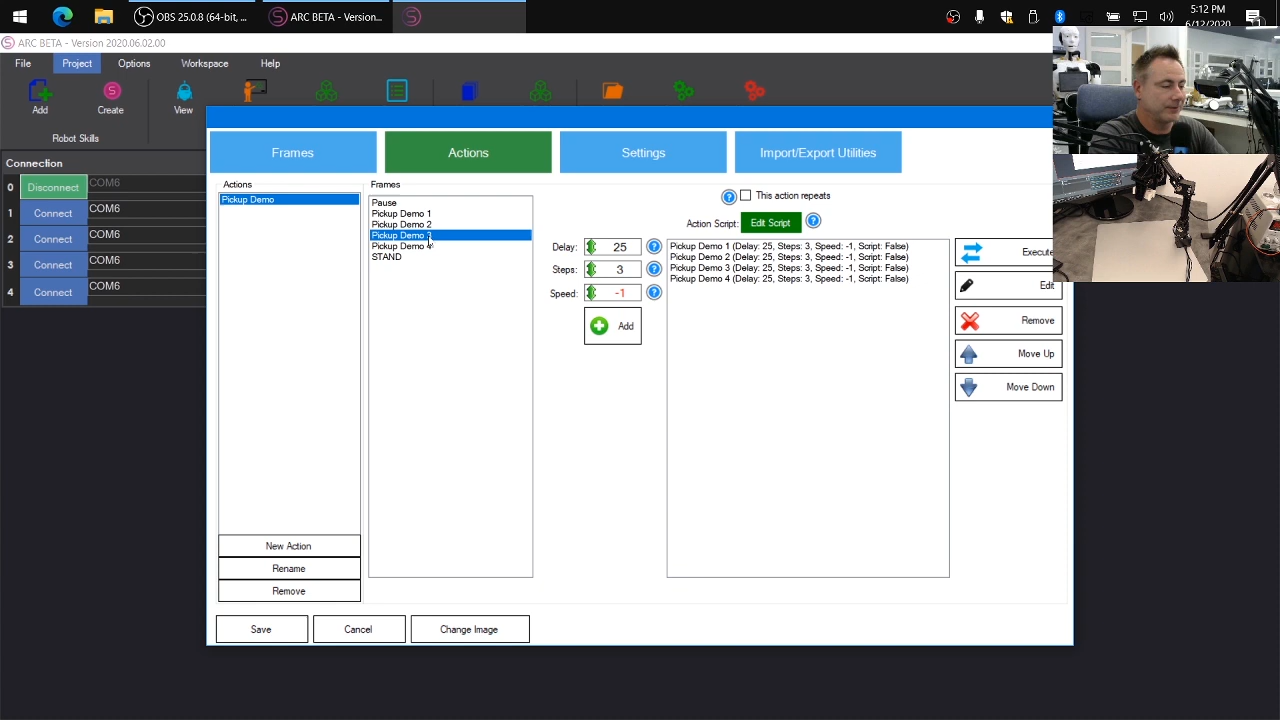 OBS 25.0.8 (64-bit, ...
ARC BETA - Version...
5:12 PM
6/12/2020
ARC BETA - Version 2020.06.02.00
File Project Options Workspace Help
Add Create View
Robot Skills
Connection
0 Disconnect COM6
1 Connect COM6
2 Connect COM6
3 Connect COM6
4 Connect COM6
Frames Actions Settings Import/Export Utilities
Actions
Pickup Demo
New Action
Rename
Remove
Frames
Pause
Pickup Demo 1
Pickup Demo 2
Pickup Demo 3
Pickup Demo 4
STAND
This action repeats
Action Script: Edit Script
Delay: 25
Steps: 3
Speed: -1
Add
Pickup Demo 1 (Delay: 25, Steps: 3, Speed: -1, Script: False)
Pickup Demo 2 (Delay: 25, Steps: 3, Speed: -1, Script: False)
Pickup Demo 3 (Delay: 25, Steps: 3, Speed: -1, Script: False)
Pickup Demo 4 (Delay: 25, Steps: 3, Speed: -1, Script: False)
Execute
Edit
Remove
Move Up
Move Down
Save Cancel Change Image